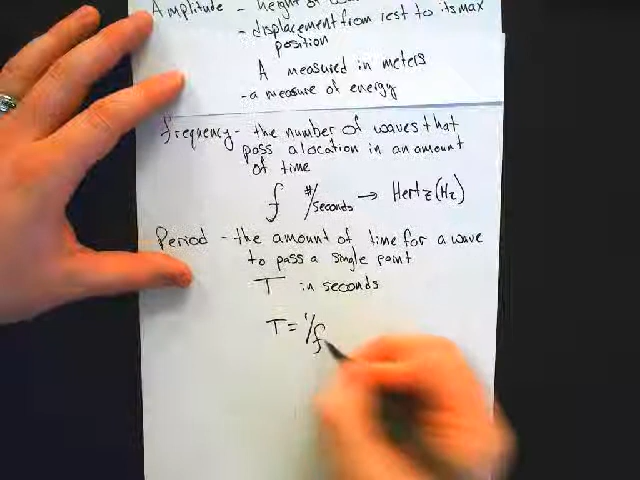 Amplitude - height of wave
- displacement from rest to its max
position
A measured in meters
- a measure of energy
frequency - the number of waves that
pass a location in an amount
of time
f #/seconds → Hertz (Hz)
Period - the amount of time for a wave
to pass a single point
T in seconds
T = 1/f